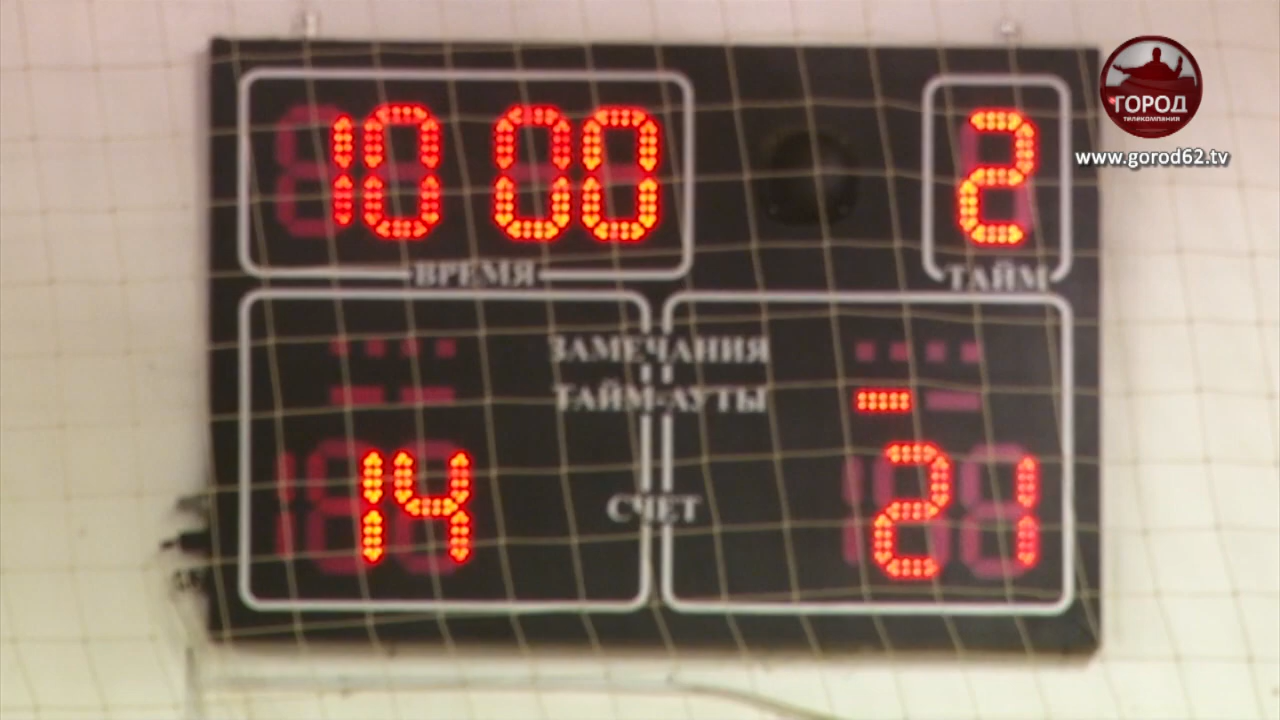 10 00
2
ВРЕМЯ
ТАЙМ
ЗАМЕЧАНИЯ
ТАЙМ-АУТЫ
14
21
СЧЕТ
ГОРОД
телекомпания
www.gorod62.tv